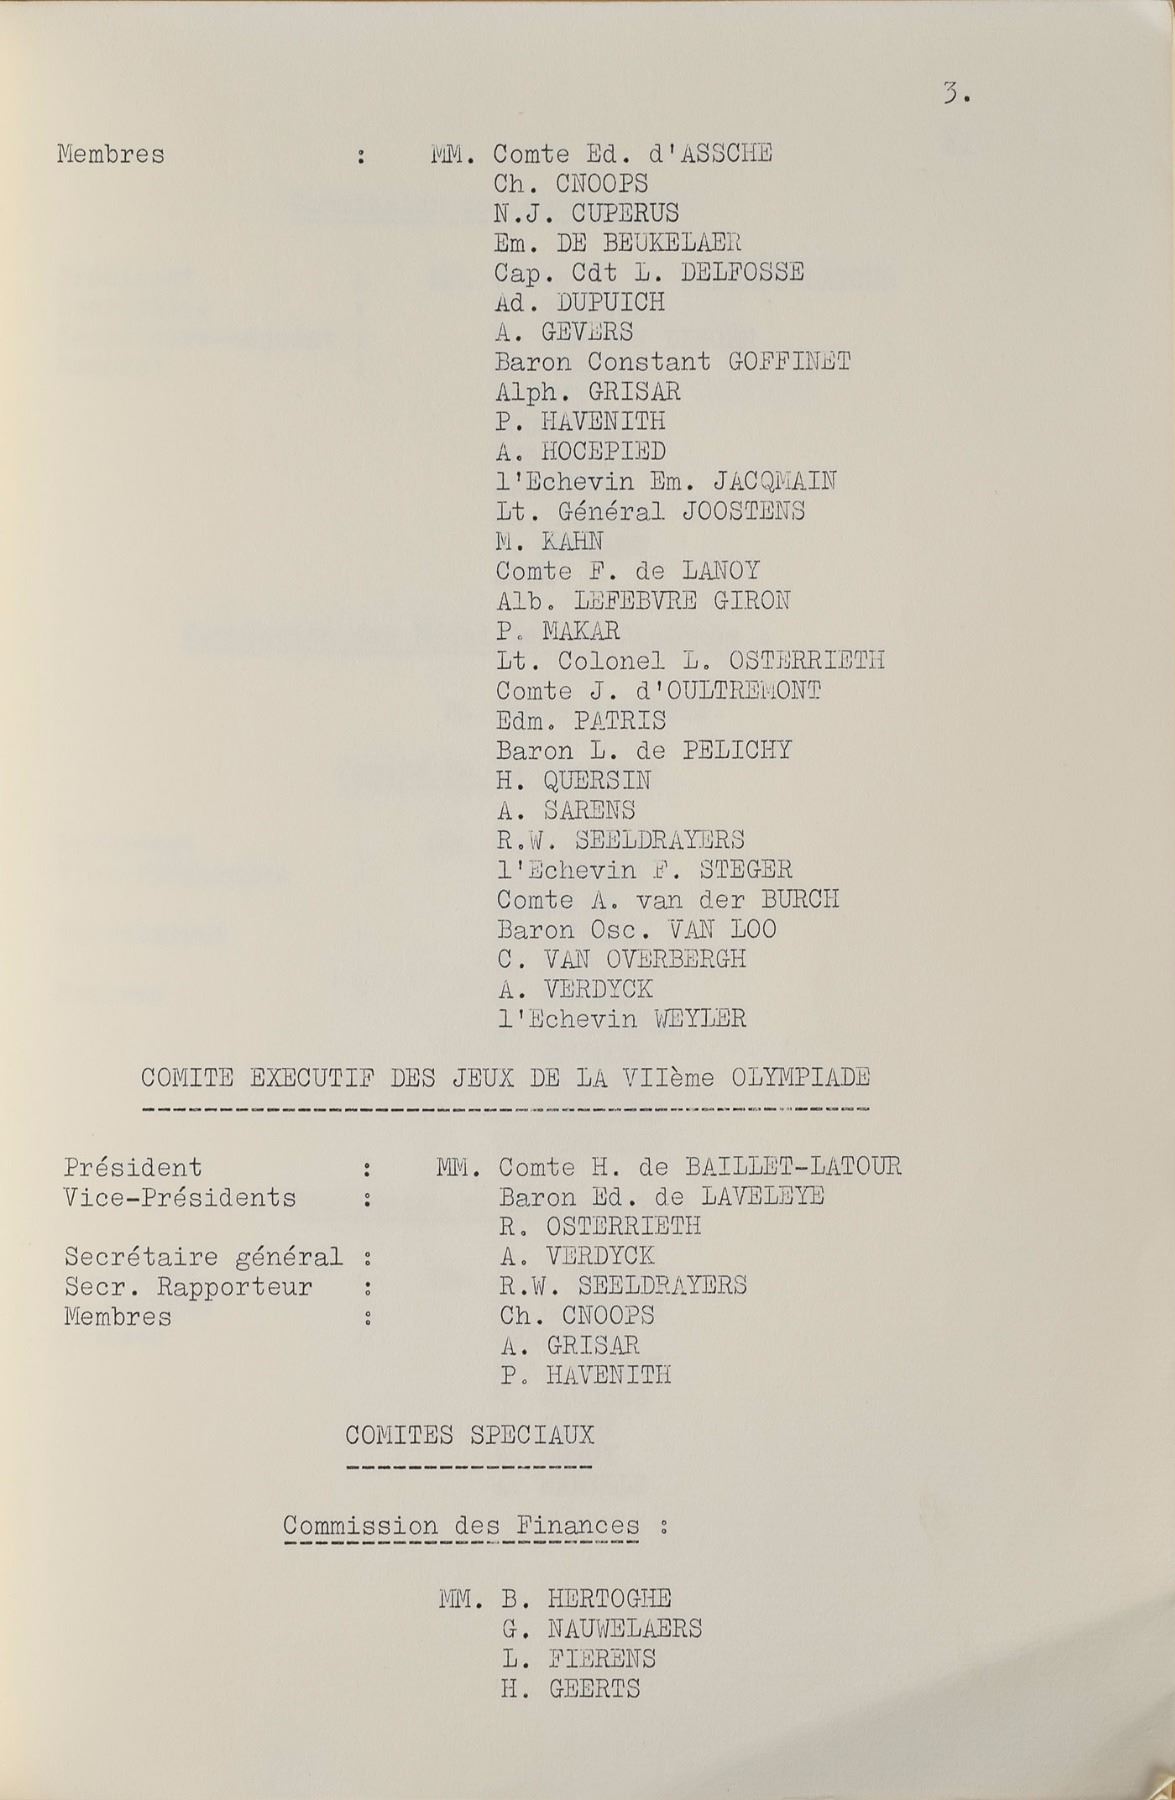 3.
Membres : MM. Comte Ed. d'ASSCHE
Ch. CNOOPS
N.J. CUPERUS
Em. DE BEUKELAER
Cap. Cdt L. DELFOSSE
Ad. DUPUICH
A. GEVERS
Baron Constant GOFFINET
Alph. GRISAR
P. HAVENITH
A. HOCEPIED
l'Echevin Em. JACQMAIN
Lt. Général JOOSTENS
M. KAHN
Comte F. de LANOY
Alb. LEFEBVRE GIRON
P. MAKAR
Lt. Colonel L. OSTERRIETH
Comte J. d'OULTREMONT
Edm. PATRIS
Baron L. de PELICHY
H. QUERSIN
A. SARENS
R.W. SEELDRAYERS
l'Echevin F. STEGER
Comte A. van der BURCH
Baron Osc. VAN LOO
C. VAN OVERBERGH
A. VERDYCK
l'Echevin WEYLER
COMITE EXECUTIF DES JEUX DE LA VIIème OLYMPIADE
Président : MM. Comte H. de BAILLET-LATOUR
Vice-Présidents : Baron Ed. de LAVELEYE
R. OSTERRIETH
Secrétaire général : A. VERDYCK
Secr. Rapporteur : R.W. SEELDRAYERS
Membres : Ch. CNOOPS
A. GRISAR
P. HAVENITH
COMITES SPECIAUX
Commission des Finances :
MM. B. HERTOGHE
G. NAUWELAERS
L. FIERENS
H. GEERTS